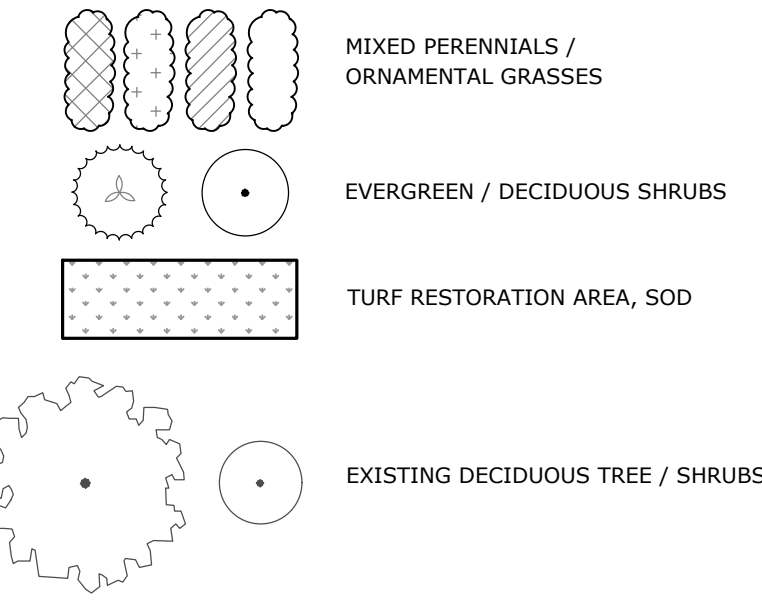 MIXED PERENNIALS /
ORNAMENTAL GRASSES
EVERGREEN / DECIDUOUS SHRUBS
TURF RESTORATION AREA, SOD
EXISTING DECIDUOUS TREE / SHRUBS